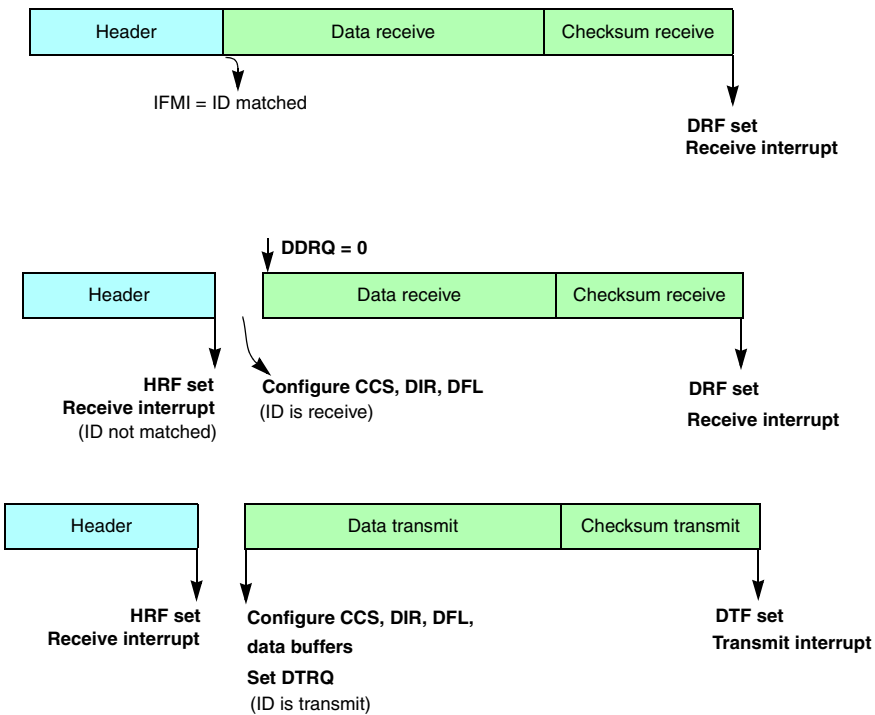 Header
Data receive
Checksum receive
IFMI = ID matched
DRF set
Receive interrupt
DDRQ = 0
Header
Data receive
Checksum receive
HRF set
Receive interrupt
(ID not matched)
Configure CCS, DIR, DFL
(ID is receive)
DRF set
Receive interrupt
Header
Data transmit
Checksum transmit
HRF set
Receive interrupt
Configure CCS, DIR, DFL,
data buffers
Set DTRQ
(ID is transmit)
DTF set
Transmit interrupt